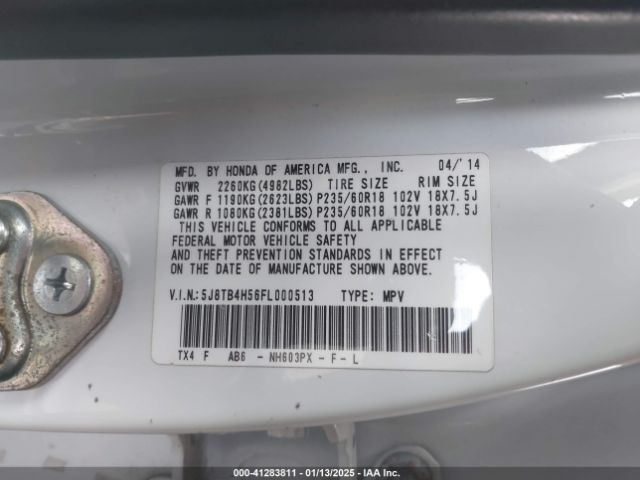 MFD. BY HONDA OF AMERICA MFG., INC. 04/'14
GVWR 2260KG(4982LBS) TIRE SIZE RIM SIZE
GAWR F 1190KG(2623LBS) P235/60R18 102V 18X7.5J
GAWR R 1080KG(2381LBS) P235/60R18 102V 18X7.5J
THIS VEHICLE CONFORMS TO ALL APPLICABLE
FEDERAL MOTOR VEHICLE SAFETY
AND THEFT PREVENTION STANDARDS IN EFFECT
ON THE DATE OF MANUFACTURE SHOWN ABOVE.
V.I.N.:5J8TB4H56FL000513 TYPE: MPV
TX4 F AB6 - NH603PX - F - L
000-41283811 - 01/13/2025 - IAA Inc.